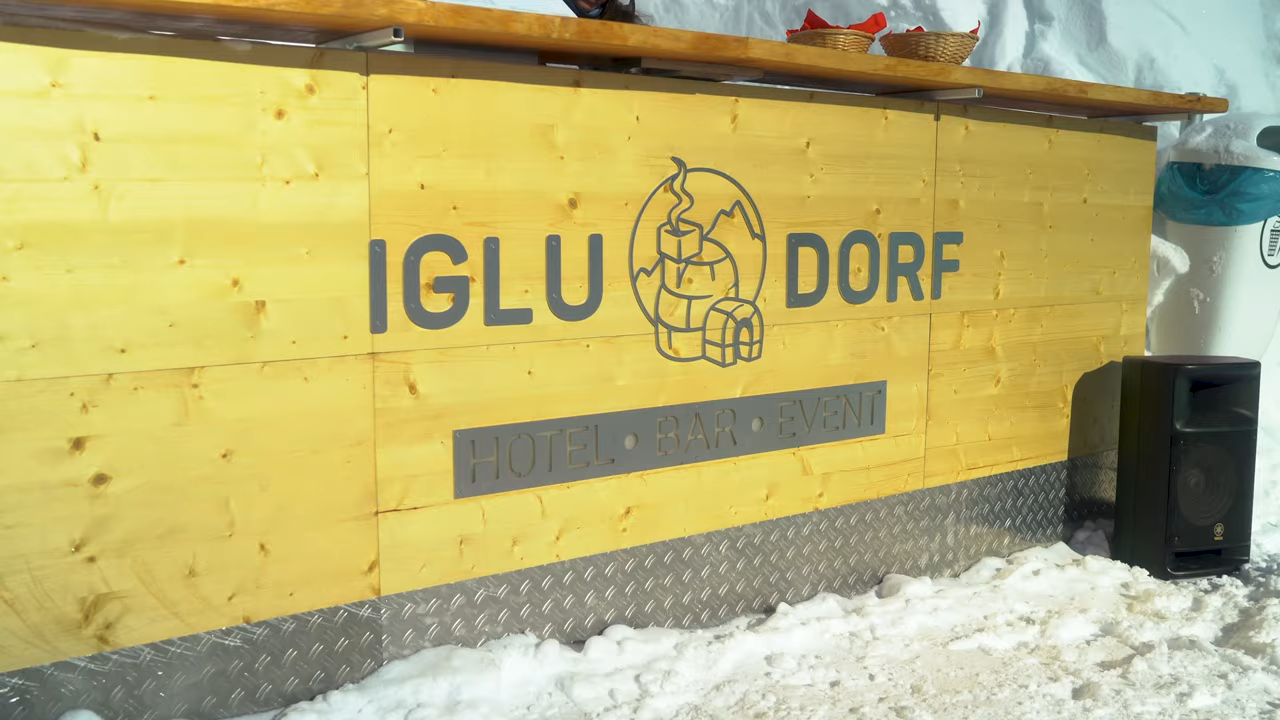 IGLU DORF
HOTEL • BAR • EVENT